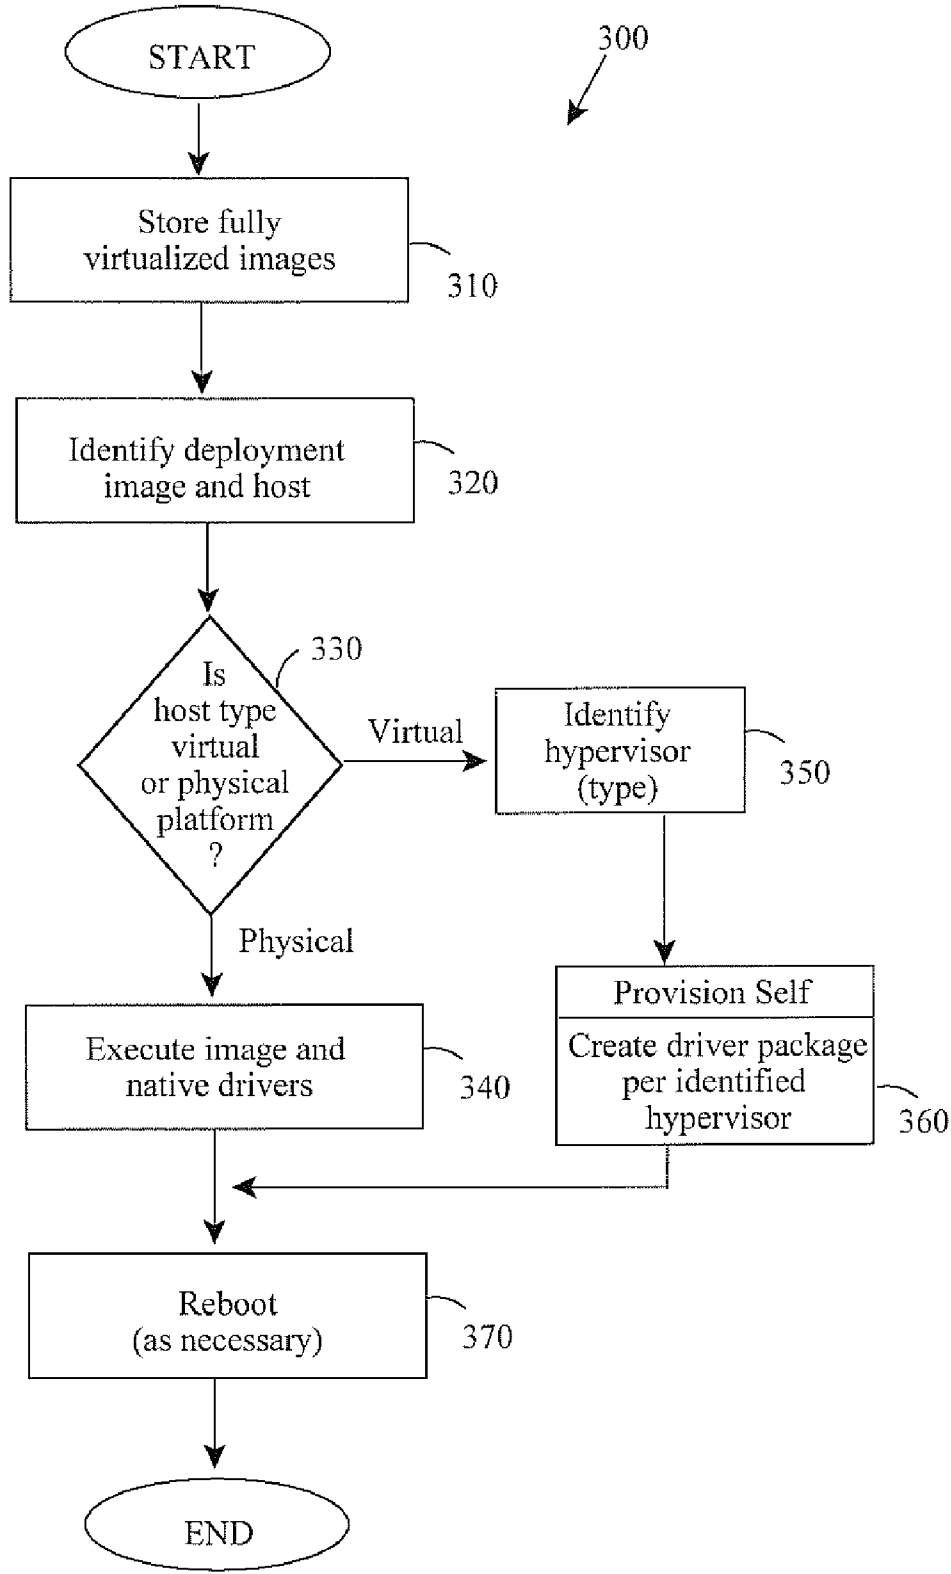 START
300
Store fully
virtualized images
310
Identify deployment
image and host
320
330
Is
host type
virtual
or physical
platform
?
Virtual
Identify
hypervisor
(type)
350
Physical
Provision Self
Create driver package
per identified
hypervisor
360
Execute image and
native drivers
340
Reboot
(as necessary)
370
END